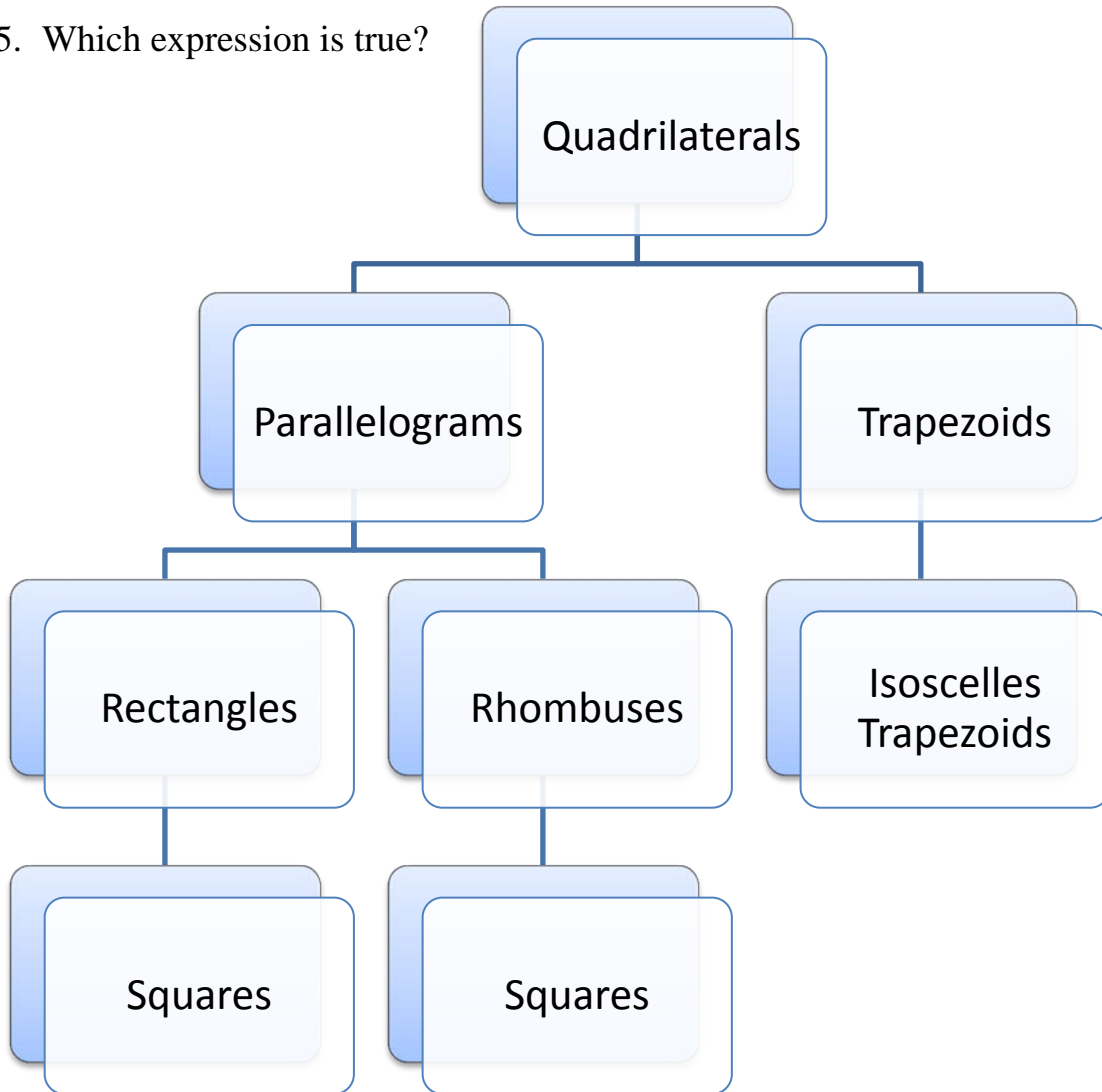 5. Which expression is true?
Quadrilaterals
Parallelograms
Trapezoids
Rectangles
Rhombuses
Isoscelles
Trapezoids
Squares
Squares